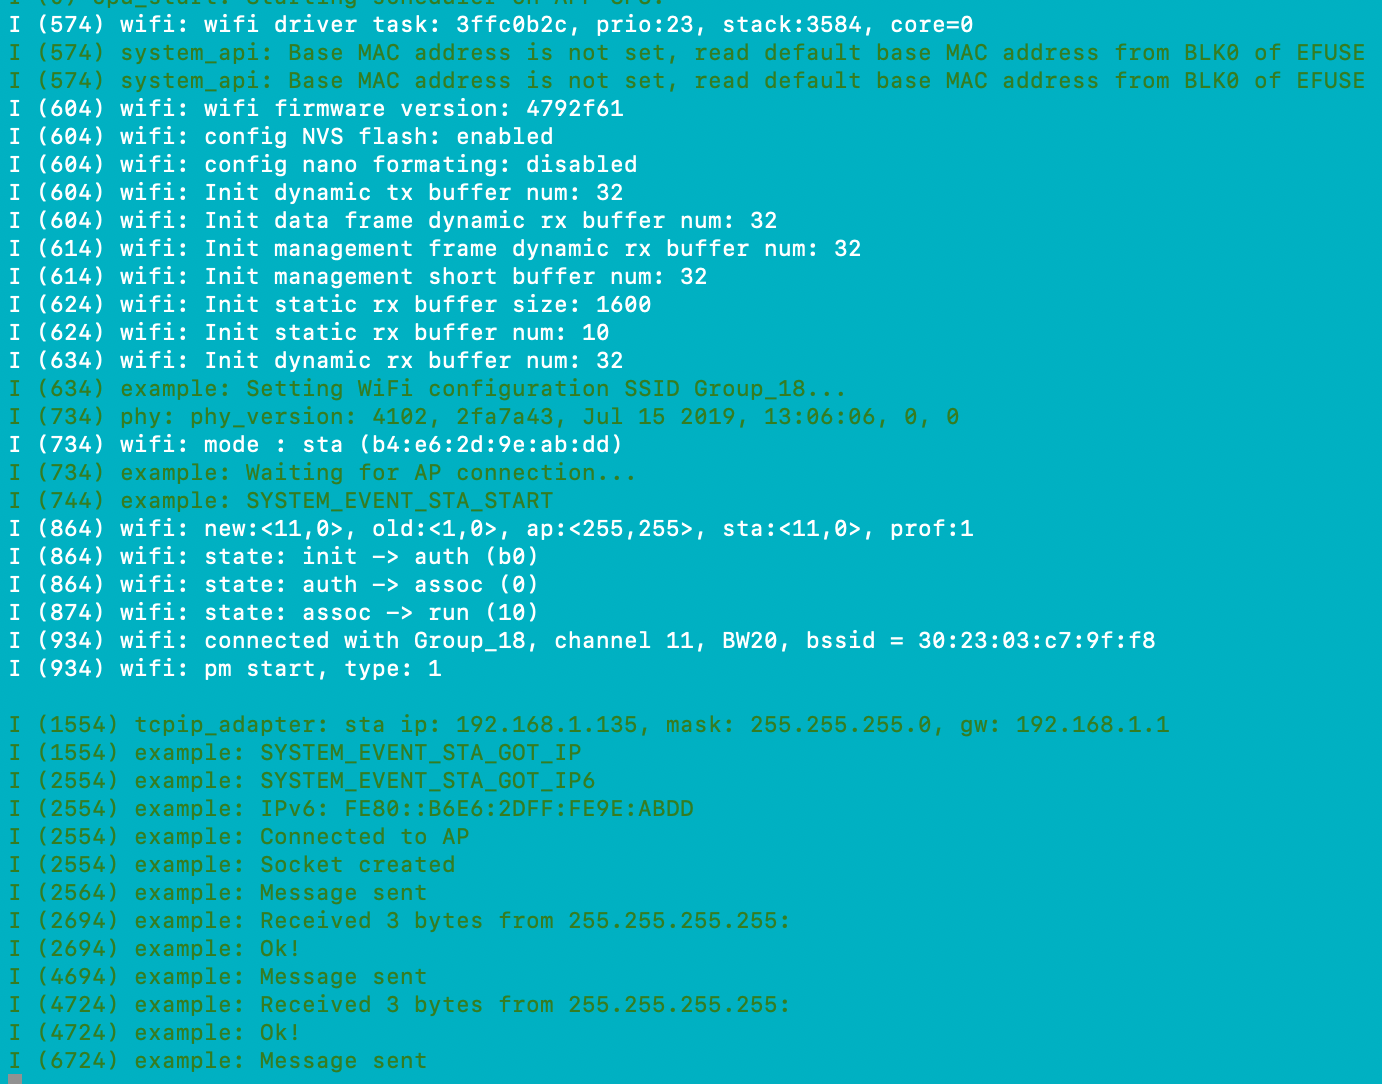 I (0) cpu_start: Starting scheduler on APP CPU.
I (574) wifi: wifi driver task: 3ffc0b2c, prio:23, stack:3584, core=0
I (574) system_api: Base MAC address is not set, read default base MAC address from BLK0 of EFUSE
I (574) system_api: Base MAC address is not set, read default base MAC address from BLK0 of EFUSE
I (604) wifi: wifi firmware version: 4792f61
I (604) wifi: config NVS flash: enabled
I (604) wifi: config nano formating: disabled
I (604) wifi: Init dynamic tx buffer num: 32
I (604) wifi: Init data frame dynamic rx buffer num: 32
I (614) wifi: Init management frame dynamic rx buffer num: 32
I (614) wifi: Init management short buffer num: 32
I (624) wifi: Init static rx buffer size: 1600
I (624) wifi: Init static rx buffer num: 10
I (634) wifi: Init dynamic rx buffer num: 32
I (634) example: Setting WiFi configuration SSID Group_18...
I (734) phy: phy_version: 4102, 2fa7a43, Jul 15 2019, 13:06:06, 0, 0
I (734) wifi: mode : sta (b4:e6:2d:9e:ab:dd)
I (734) example: Waiting for AP connection...
I (744) example: SYSTEM_EVENT_STA_START
I (864) wifi: new:<11,0>, old:<1,0>, ap:<255,255>, sta:<11,0>, prof:1
I (864) wifi: state: init -> auth (b0)
I (864) wifi: state: auth -> assoc (0)
I (874) wifi: state: assoc -> run (10)
I (934) wifi: connected with Group_18, channel 11, BW20, bssid = 30:23:03:c7:9f:f8
I (934) wifi: pm start, type: 1
I (1554) tcpip_adapter: sta ip: 192.168.1.135, mask: 255.255.255.0, gw: 192.168.1.1
I (1554) example: SYSTEM_EVENT_STA_GOT_IP
I (2554) example: SYSTEM_EVENT_STA_GOT_IP6
I (2554) example: IPv6: FE80::B6E6:2DFF:FE9E:ABDD
I (2554) example: Connected to AP
I (2554) example: Socket created
I (2564) example: Message sent
I (2694) example: Received 3 bytes from 255.255.255.255:
I (2694) example: Ok!
I (4694) example: Message sent
I (4724) example: Received 3 bytes from 255.255.255.255:
I (4724) example: Ok!
I (6724) example: Message sent